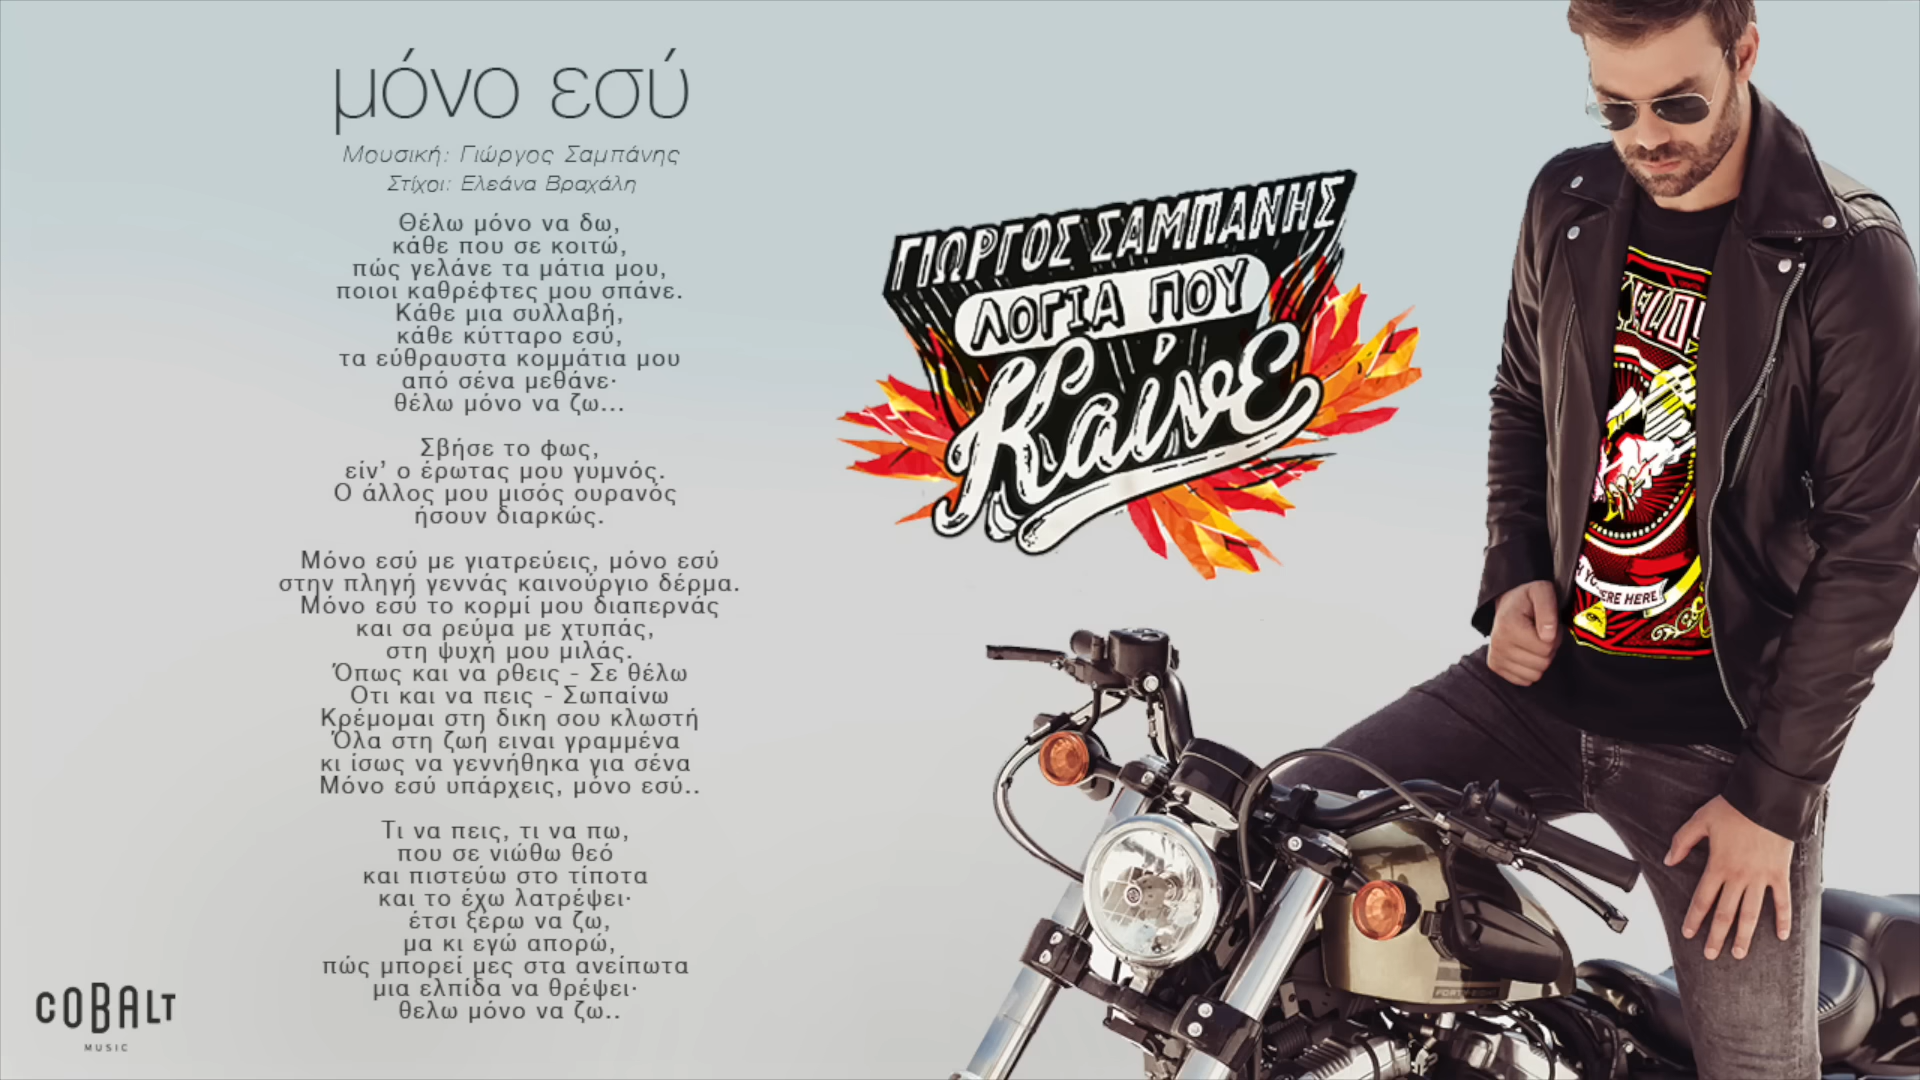 μόνο εσύ
Μουσική: Γιώργος Σαμπάνης
Στίχοι: Ελεάνα Βραχάλη
Θέλω μόνο να δω,
κάθε που σε κοιτώ,
πώς γελάνε τα μάτια μου,
ποιοι καθρέφτες μου σπάνε.
Κάθε μια συλλαβή,
κάθε κύτταρο εσύ,
τα εύθραυστα κομμάτια μου
από σένα μεθάνε·
θέλω μόνο να ζω...
Σβήσε το φως,
είν' ο έρωτας μου γυμνός.
Ο άλλος μου μισός ουρανός
ήσουν διαρκώς.
Μόνο εσύ με γιατρεύεις, μόνο εσύ
στην πληγή γεννάς καινούργιο δέρμα.
Μόνο εσύ το κορμί μου διαπερνάς
και σα ρεύμα με χτυπάς,
στη ψυχή μου μιλάς.
Όπως και να ρθεις - Σε θέλω
Οτι και να πεις - Σωπαίνω
Κρέμομαι στη δικη σου κλωστή
Όλα στη ζωή ειναι γραμμένα
κι ίσως να γεννήθηκα για σένα
Μόνο εσύ υπάρχεις, μόνο εσύ..
Τι να πεις, τι να πω,
που σε νιώθω θεό
και πιστεύω στο τίποτα
και το έχω λατρέψει·
έτσι ξέρω να ζω,
μα κι εγώ απορώ,
πώς μπορεί μες στα ανείπωτα
μια ελπίδα να θρέψει·
θελω μόνο να ζω..
ΓΙΩΡΓΟΣ ΣΑΜΠΑΝΗΣ
ΛΟΓΙΑ ΠΟΥ
Καίνε
ERE HERE!
FORTY-EIGHT
COBALT
MUSIC